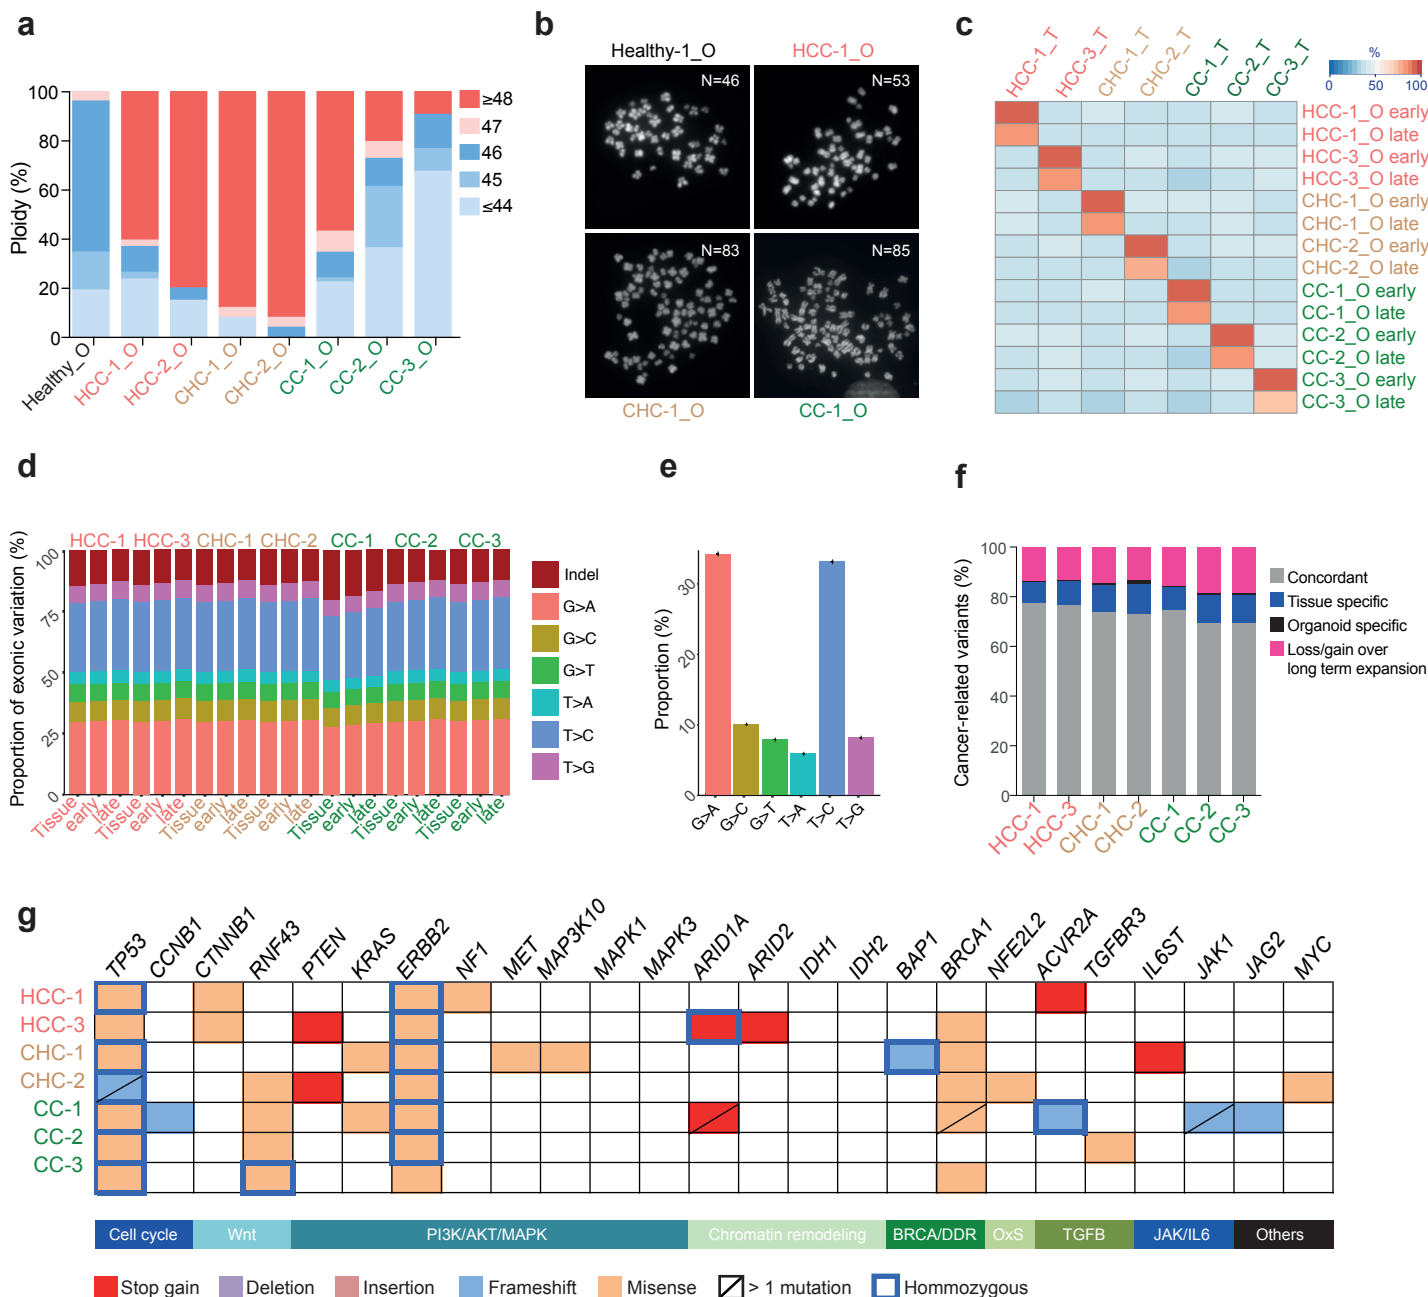 a
Ploidy (%)
100
80
60
40
20
0
≥48
47
46
45
≤44
Healthy_O
HCC-1_O
HCC-2_O
CHC-1_O
CHC-2_O
CC-1_O
CC-2_O
CC-3_O
b
Healthy-1_O
HCC-1_O
N=46
N=53
N=83
N=85
CHC-1_O
CC-1_O
c
HCC-1_T
HCC-3_T
CHC-1_T
CHC-2_T
CC-1_T
CC-2_T
CC-3_T
%
0 50 100
HCC-1_O early
HCC-1_O late
HCC-3_O early
HCC-3_O late
CHC-1_O early
CHC-1_O late
CHC-2_O early
CHC-2_O late
CC-1_O early
CC-1_O late
CC-2_O early
CC-2_O late
CC-3_O early
CC-3_O late
d
Proportion of exonic variation (%)
100
75
50
25
0
HCC-1 HCC-3 CHC-1 CHC-2 CC-1 CC-2 CC-3
Tissue early late Tissue early late Tissue early late Tissue early late Tissue early late Tissue early late Tissue early late
Indel
G>A
G>C
G>T
T>A
T>C
T>G
e
Proportion (%)
30
20
10
0
G>A
G>C
G>T
T>A
T>C
T>G
f
Cancer-related variants (%)
100
80
60
40
20
0
HCC-1
HCC-3
CHC-1
CHC-2
CC-1
CC-2
CC-3
Concordant
Tissue specific
Organoid specific
Loss/gain over
long term expansion
g
TP53 CCNB1 CTNNB1 RNF43 PTEN KRAS ERBB2 NF1 MET MAP3K10 MAPK1 MAPK3 ARID1A ARID2 IDH1 IDH2 BAP1 BRCA1 NFE2L2 ACVR2A TGFBR3 IL6ST JAK1 JAG2 MYC
HCC-1
HCC-3
CHC-1
CHC-2
CC-1
CC-2
CC-3
Cell cycle Wnt PI3K/AKT/MAPK Chromatin remodeling BRCA/DDR OxS TGFB JAK/IL6 Others
Stop gain Deletion Insertion Frameshift Misense > 1 mutation Hommozygous